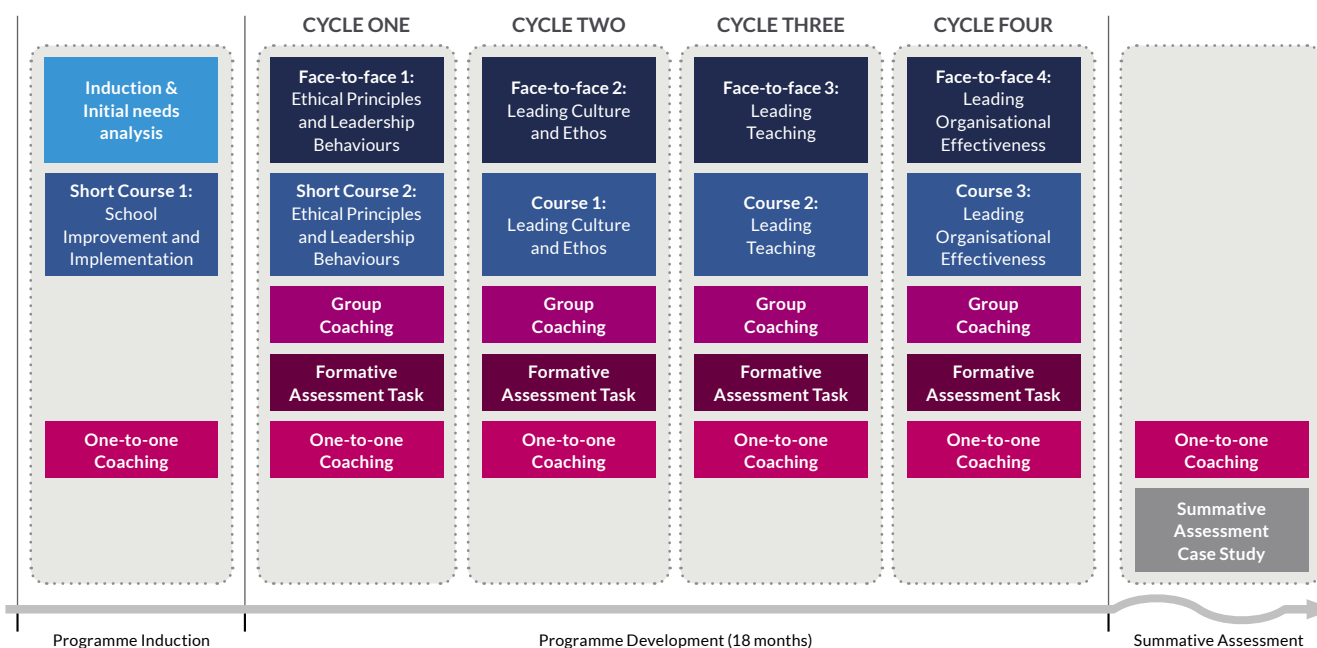 CYCLE ONE
CYCLE TWO
CYCLE THREE
CYCLE FOUR
Induction &
Initial needs
analysis
Short Course 1:
School
Improvement and
Implementation
One-to-one
Coaching
Face-to-face 1:
Ethical Principles
and Leadership
Behaviours
Short Course 2:
Ethical Principles
and Leadership
Behaviours
Group
Coaching
Formative
Assessment Task
One-to-one
Coaching
Face-to-face 2:
Leading Culture
and Ethos
Course 1:
Leading Culture
and Ethos
Group
Coaching
Formative
Assessment Task
One-to-one
Coaching
Face-to-face 3:
Leading
Teaching
Course 2:
Leading
Teaching
Group
Coaching
Formative
Assessment Task
One-to-one
Coaching
Face-to-face 4:
Leading
Organisational
Effectiveness
Course 3:
Leading
Organisational
Effectiveness
Group
Coaching
Formative
Assessment Task
One-to-one
Coaching
One-to-one
Coaching
Summative
Assessment
Case Study
Programme Induction
Programme Development (18 months)
Summative Assessment